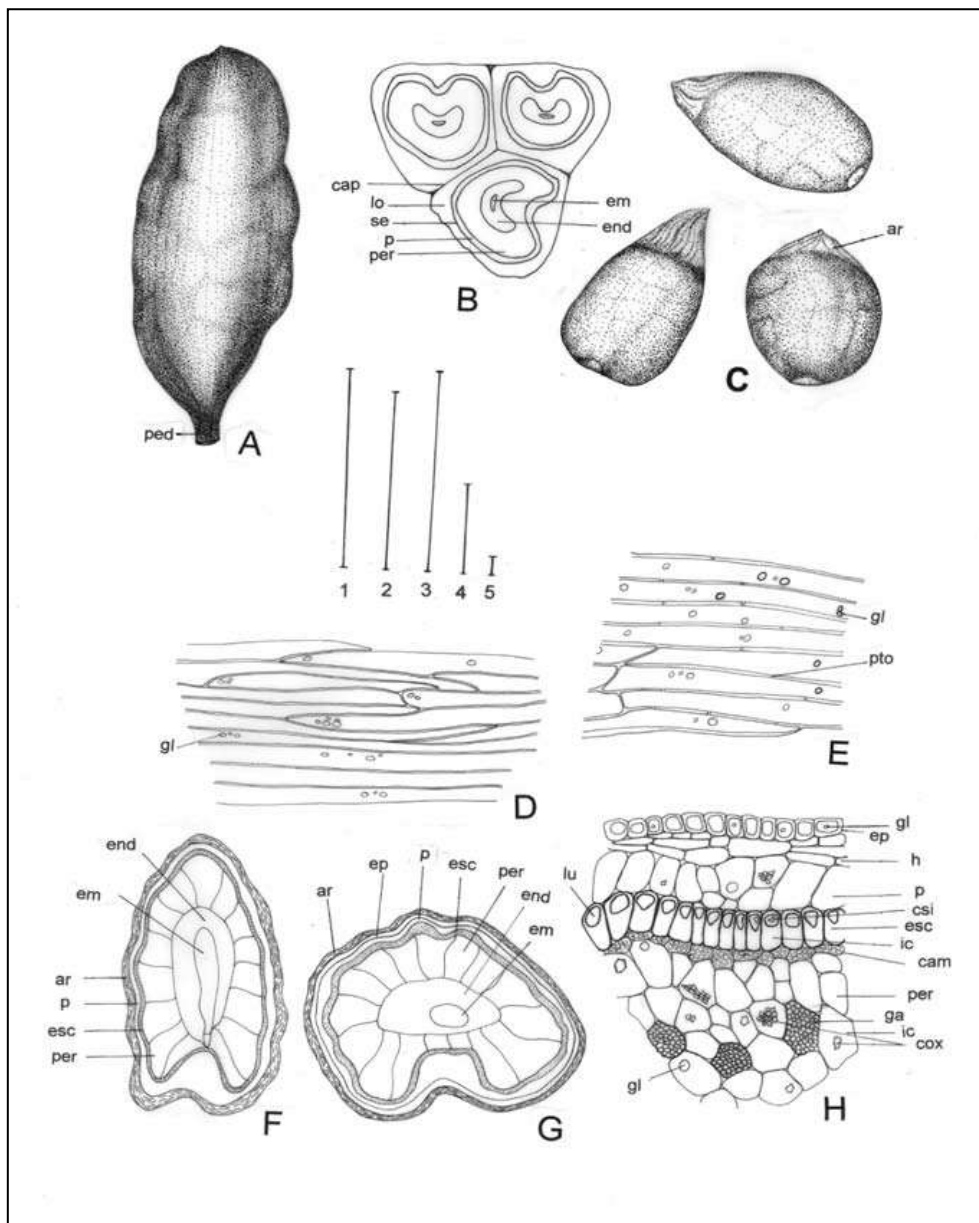 cap
lo
se
p
per
em
end
B
ar
C
ped
A
1 2 3 4 5
gl
pto
E
gl
D
end
em
ar
p
esc
per
F
ar
ep
p
esc
per
end
em
G
lu
gl
ep
h
p
csi
esc
ic
cam
per
ga
ic
cox
gl
H